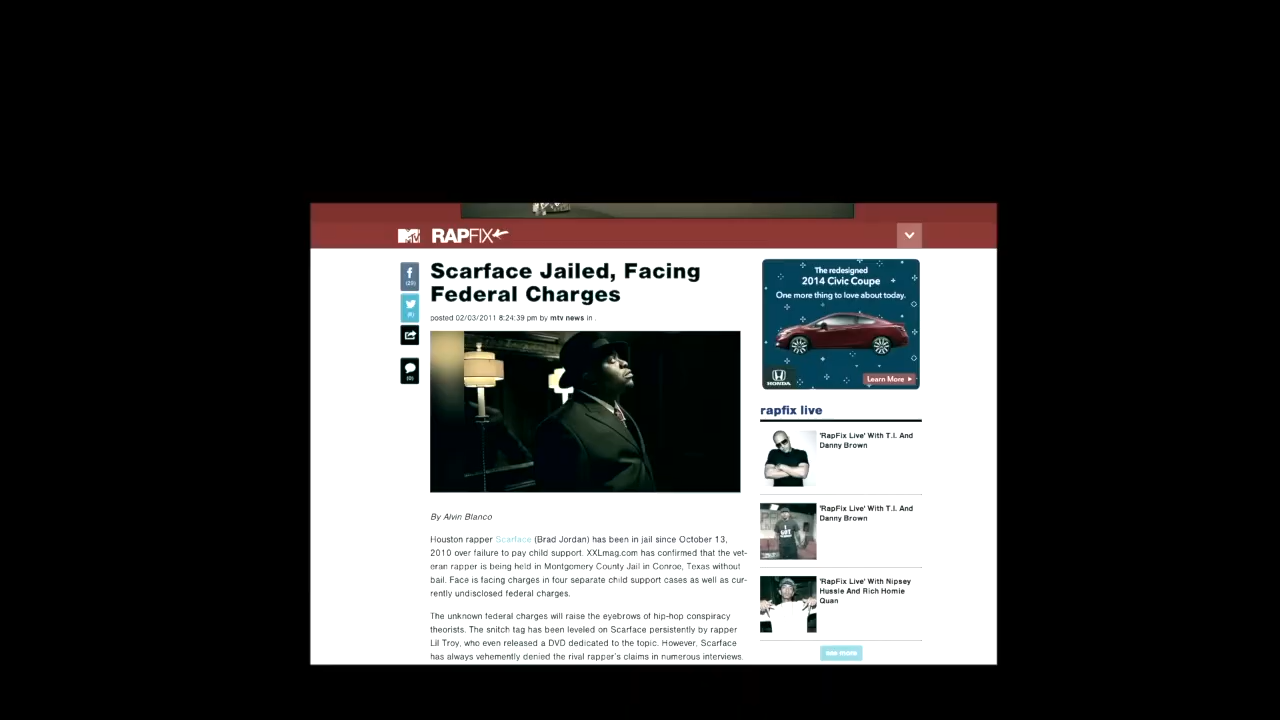 MTV RAPFIX
Scarface Jailed, Facing
Federal Charges
posted 02/03/2011 8:24:39 pm by mtv news in .
By Alvin Blanco
Houston rapper Scarface (Brad Jordan) has been in jail since October 13,
2010 over failure to pay child support. XXLmag.com has confirmed that the vet-
eran rapper is being held in Montgomery County Jail in Conroe, Texas without
bail. Face is facing charges in four separate child support cases as well as cur-
rently undisclosed federal charges.
The unknown federal charges will raise the eyebrows of hip-hop conspiracy
theorists. The snitch tag has been leveled on Scarface persistently by rapper
Lil Troy, who even released a DVD dedicated to the topic. However, Scarface
has always vehemently denied the rival rapper's claims in numerous interviews.
The redesigned
2014 Civic Coupe
One more thing to love about today.
HONDA
Learn More
rapfix live
'RapFix Live' With T.I. And
Danny Brown
'RapFix Live' With T.I. And
Danny Brown
'RapFix Live' With Nipsey
Hussle And Rich Homie
Quan
see more